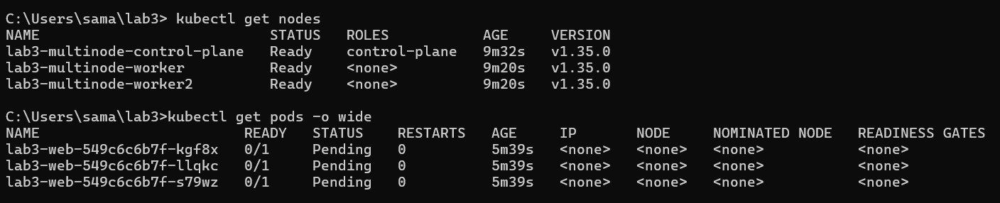 C:\Users\sama\lab3> kubectl get nodes
NAME                           STATUS   ROLES           AGE     VERSION
lab3-multinode-control-plane   Ready    control-plane   9m32s   v1.35.0
lab3-multinode-worker          Ready    <none>          9m20s   v1.35.0
lab3-multinode-worker2         Ready    <none>          9m20s   v1.35.0

C:\Users\sama\lab3>kubectl get pods -o wide
NAME                        READY   STATUS    RESTARTS   AGE     IP       NODE     NOMINATED NODE   READINESS GATES
lab3-web-549c6c6b7f-kgf8x   0/1     Pending   0          5m39s   <none>   <none>   <none>           <none>
lab3-web-549c6c6b7f-llqkc   0/1     Pending   0          5m39s   <none>   <none>   <none>           <none>
lab3-web-549c6c6b7f-s79wz   0/1     Pending   0          5m39s   <none>   <none>   <none>           <none>